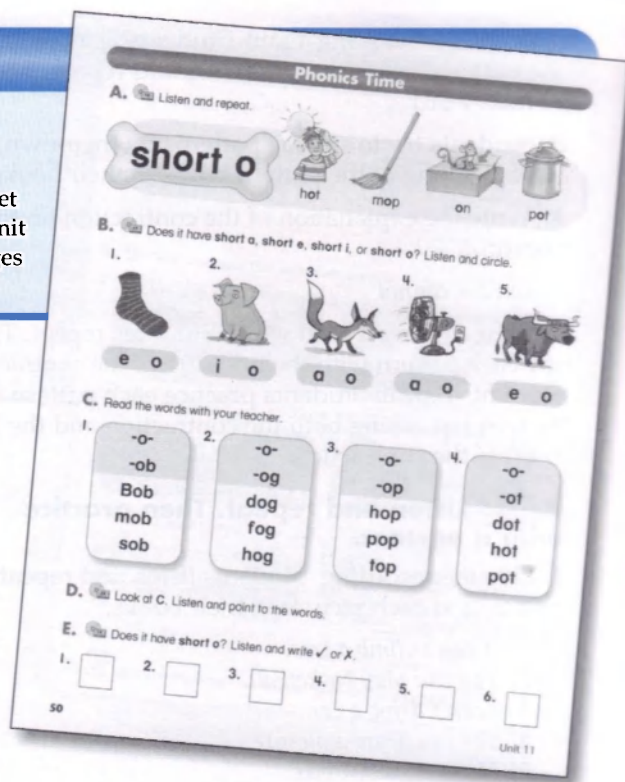 et
nit
es
Phonics Time
A. Listen and repeat.
short o
hot mop on pot
B. Does it have short a, short e, short i, or short o? Listen and circle.
1. 2. 3. 4. 5.
e o i o a o a o e o
C. Read the words with your teacher.
1. 2. 3. 4.
-o- -o- -o- -o-
-ob -og -op -ot
Bob dog hop dot
mob fog pop hot
sob hog top pot
D. Look at C. Listen and point to the words.
E. Does it have short o? Listen and write ✓ or ✗.
1. 2. 3. 4. 5. 6.
50
Unit 11